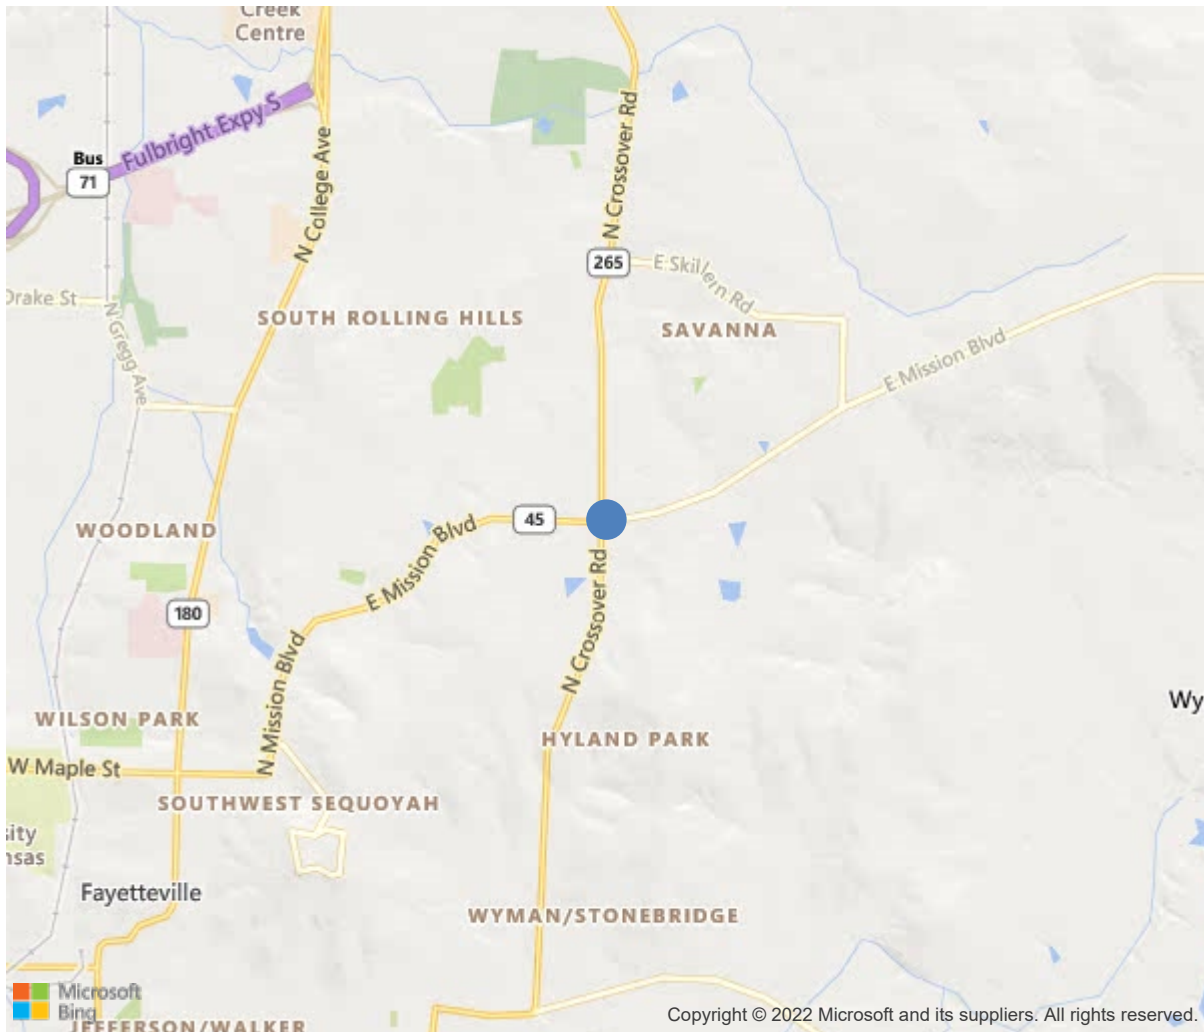 Creek
Centre
Fulbright Expy S
Bus
71
N College Ave
N Crossover Rd
265
E Skillern Rd
Drake St
N Gregg Ave
SOUTH ROLLING HILLS
SAVANNA
E Mission Blvd
WOODLAND
45
E Mission Blvd
N Crossover Rd
180
N Mission Blvd
WILSON PARK
HYLAND PARK
Wy
W Maple St
SOUTHWEST SEQUOYAH
sity
nsas
Fayetteville
WYMAN/STONEBRIDGE
Microsoft
Bing
JEFFERSON/WALKER
Copyright © 2022 Microsoft and its suppliers. All rights reserved.